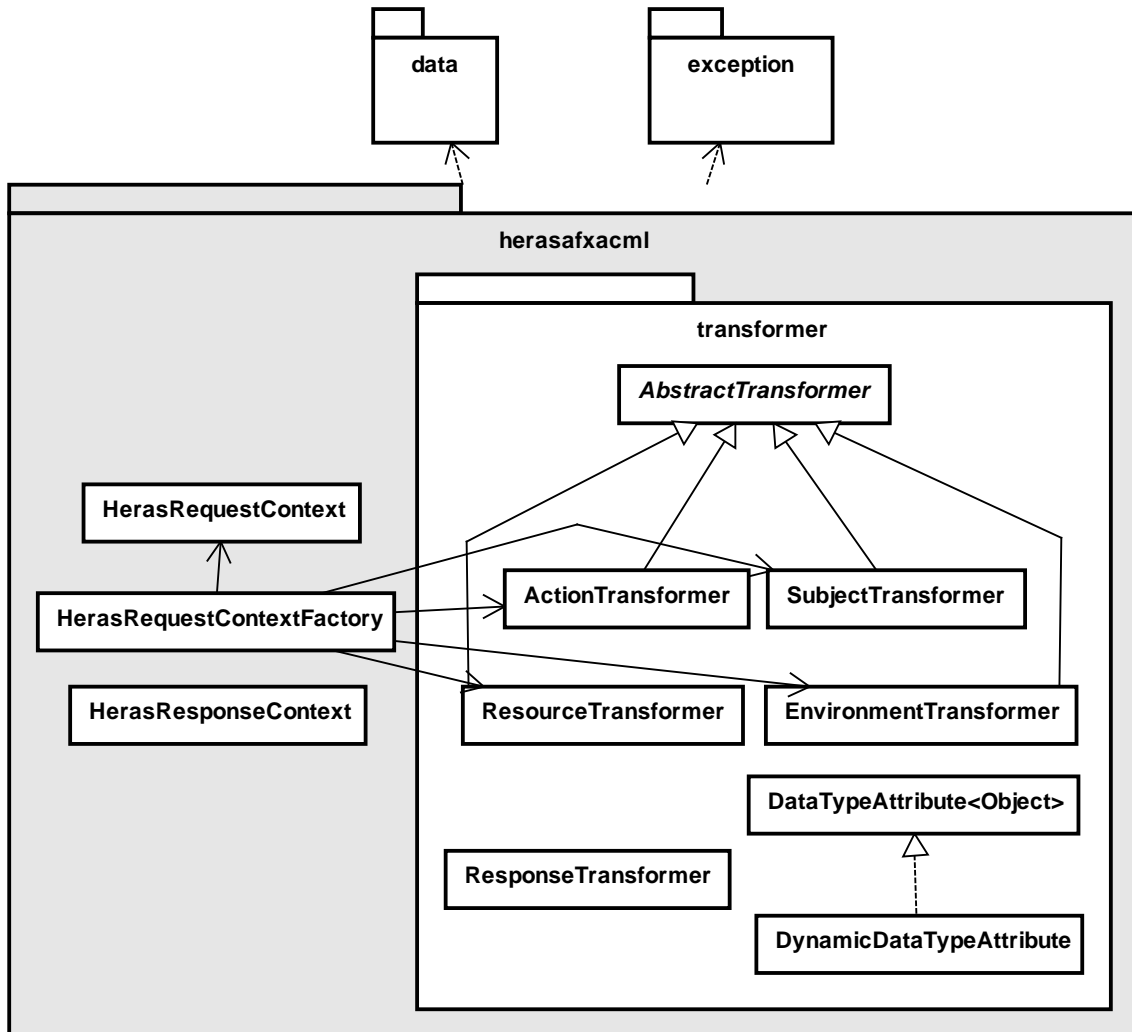 data
exception
herasafxacml
transformer
AbstractTransformer
HerasRequestContext
ActionTransformer
SubjectTransformer
HerasRequestContextFactory
HerasResponseContext
ResourceTransformer
EnvironmentTransformer
DataTypeAttribute<Object>
ResponseTransformer
DynamicDataTypeAttribute